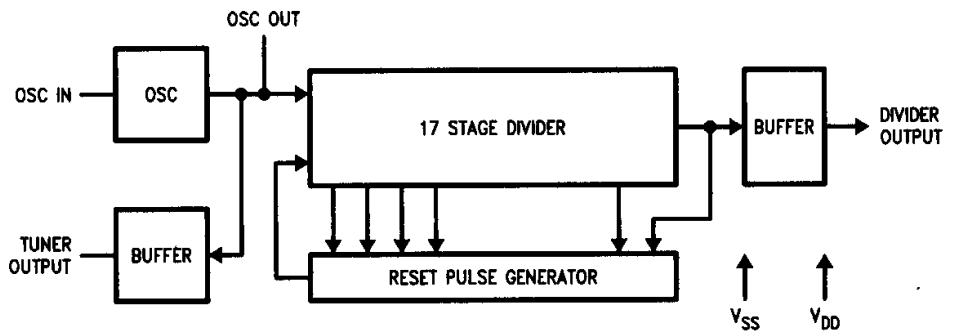 OSC OUT
OSC IN
OSC
17 STAGE DIVIDER
BUFFER
DIVIDER
OUTPUT
TUNER
OUTPUT
BUFFER
RESET PULSE GENERATOR
VSS
VDD